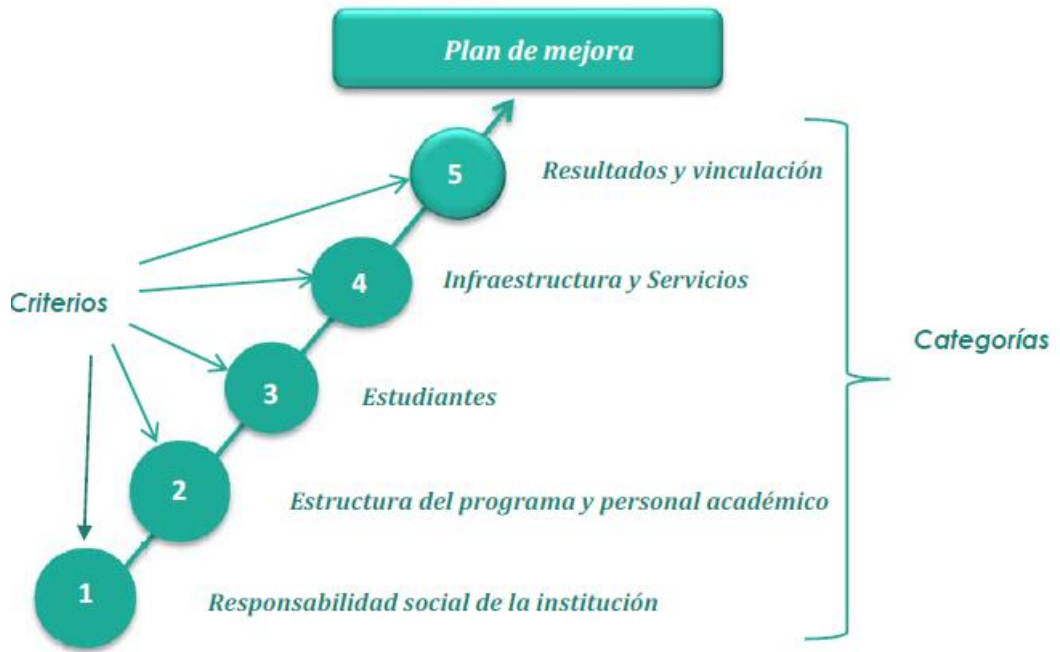 Plan de mejora
5
Resultados y vinculación
4
Infraestructura y Servicios
Criterios
Categorías
3
Estudiantes
2
Estructura del programa y personal académico
1
Responsabilidad social de la institución